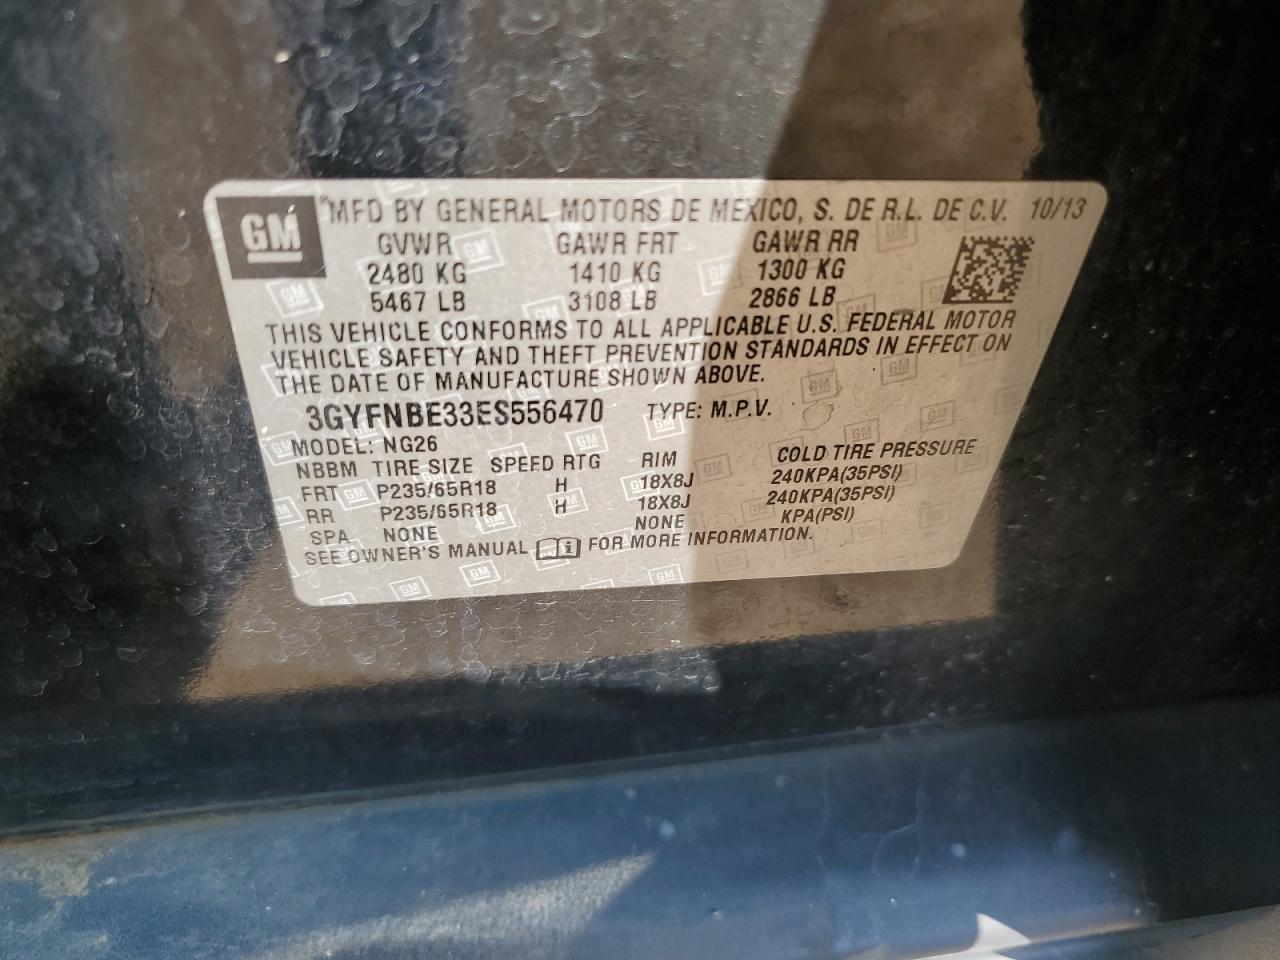 GM MFD BY GENERAL MOTORS DE MEXICO, S. DE R.L. DE C.V. 10/13
GVWR GAWR FRT GAWR RR
2480 KG 1410 KG 1300 KG
5467 LB 3108 LB 2866 LB
THIS VEHICLE CONFORMS TO ALL APPLICABLE U.S. FEDERAL MOTOR
VEHICLE SAFETY AND THEFT PREVENTION STANDARDS IN EFFECT ON
THE DATE OF MANUFACTURE SHOWN ABOVE.
3GYFNBE33ES556470 TYPE: M.P.V.
MODEL: NG26
NBBM TIRE SIZE SPEED RTG RIM COLD TIRE PRESSURE
FRT P235/65R18 H 18X8J 240KPA(35PSI)
RR P235/65R18 H 18X8J 240KPA(35PSI)
SPA NONE NONE KPA(PSI)
SEE OWNER'S MANUAL FOR MORE INFORMATION.